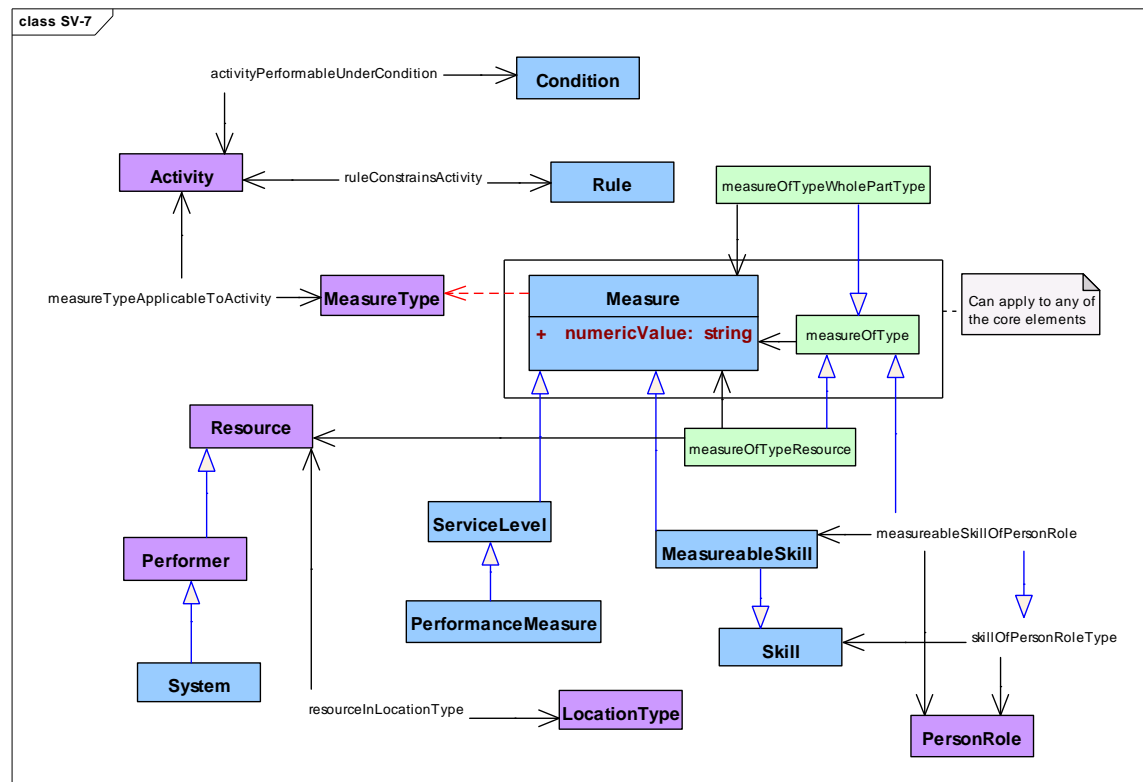 class SV-7
activityPerformableUnderCondition
Condition
Activity
ruleConstrainsActivity
Rule
measureOfTypeWholePartType
measureTypeApplicableToActivity
MeasureType
Measure
+ numericValue: string
measureOfType
Can apply to any of
the core elements
Resource
measureOfTypeResource
ServiceLevel
measureableSkillOfPersonRole
Performer
MeasureableSkill
PerformanceMeasure
skillOfPersonRoleType
Skill
System
resourceInLocationType
LocationType
PersonRole